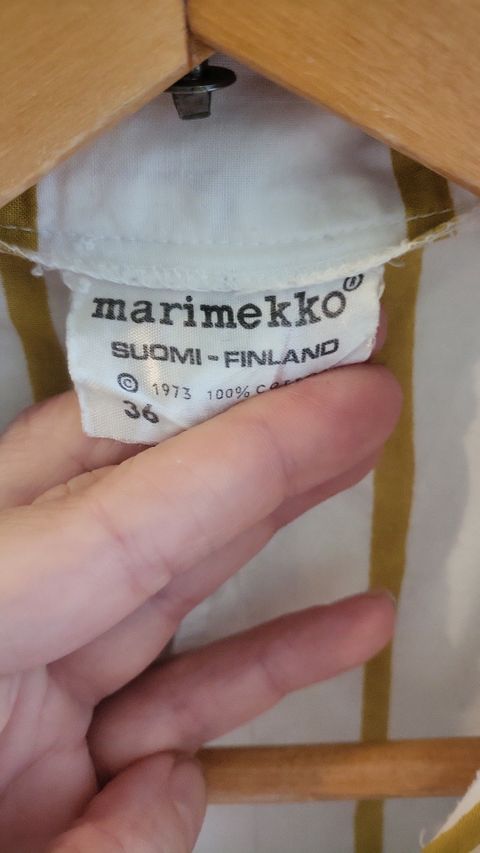 marimekko®
SUOMI - FINLAND
© 1973 100%
36